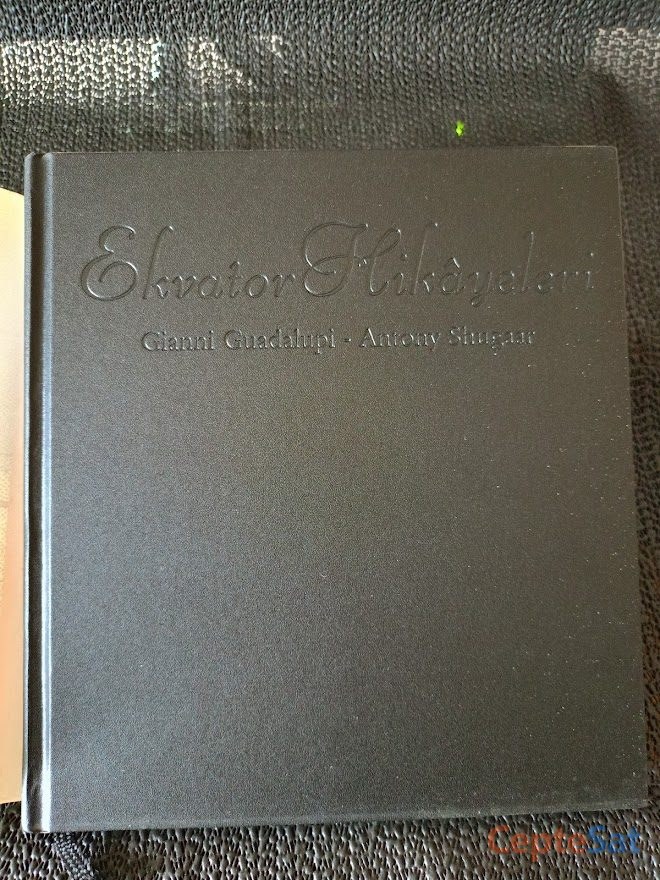 Ekvator Hikâyeleri
Gianni Guadalupi - Antony Shugaar
CepteSat